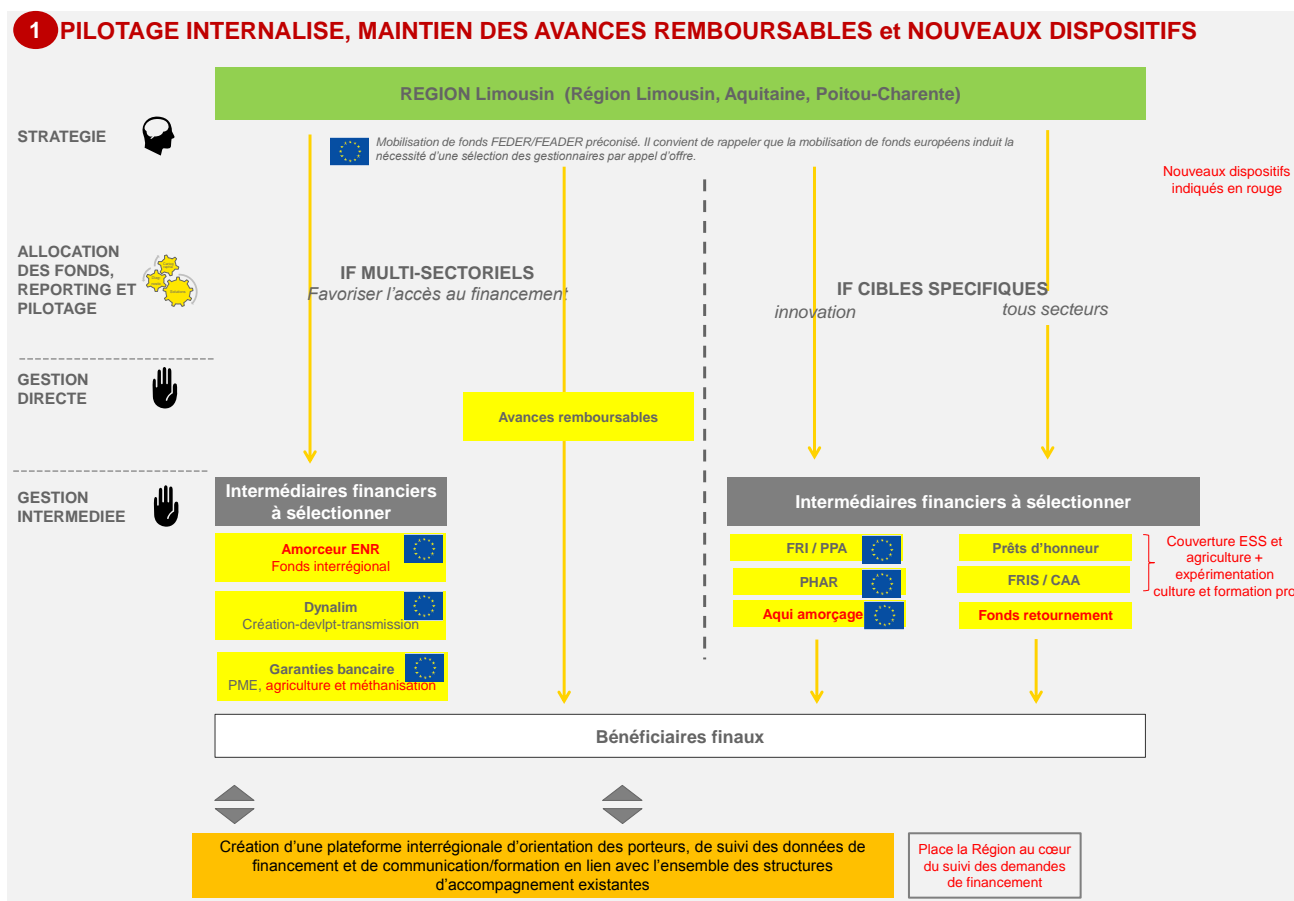 1 PILOTAGE INTERNALISE, MAINTIEN DES AVANCES REMBOURSABLES et NOUVEAUX DISPOSITIFS
REGION Limousin (Région Limousin, Aquitaine, Poitou-Charente)
STRATEGIE
Mobilisation de fonds FEDER/FEADER préconisé. Il convient de rappeler que la mobilisation de fonds européens induit la
nécessité d'une sélection des gestionnaires par appel d'offre.
Nouveaux dispositifs
indiqués en rouge
ALLOCATION
DES FONDS,
REPORTING ET
PILOTAGE
IF MULTI-SECTORIELS
Favoriser l'accès au financement
IF CIBLES SPECIFIQUES
innovation
tous secteurs
GESTION
DIRECTE
Avances remboursables
GESTION
INTERMEDIEE
Intermédiaires financiers
à sélectionner
Amorceur ENR
Fonds interrégional
Dynalim
Création-devlpt-transmission
Garanties bancaire
PME, agriculture et méthanisation
Intermédiaires financiers à sélectionner
FRI / PPA
PHAR
Aqui amorçage
Prêts d'honneur
FRIS / CAA
Fonds retournement
Couverture ESS et
agriculture +
expérimentation
culture et formation pro
Bénéficiaires finaux
Création d'une plateforme interrégionale d'orientation des porteurs, de suivi des données de
financement et de communication/formation en lien avec l'ensemble des structures
d'accompagnement existantes
Place la Région au cœur
du suivi des demandes
de financement